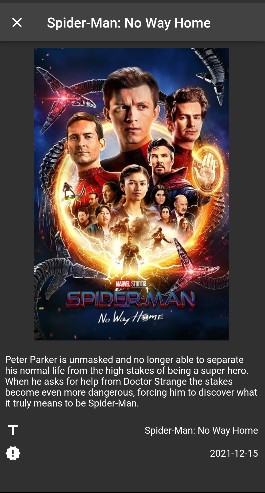 Spider-Man: No Way Home
MARVEL STUDIOS
SPIDER-MAN
No Way Home
Peter Parker is unmasked and no longer able to separate
his normal life from the high stakes of being a super hero.
When he asks for help from Doctor Strange the stakes
become even more dangerous, forcing him to discover what
it truly means to be Spider-Man.
Spider-Man: No Way Home
2021-12-15